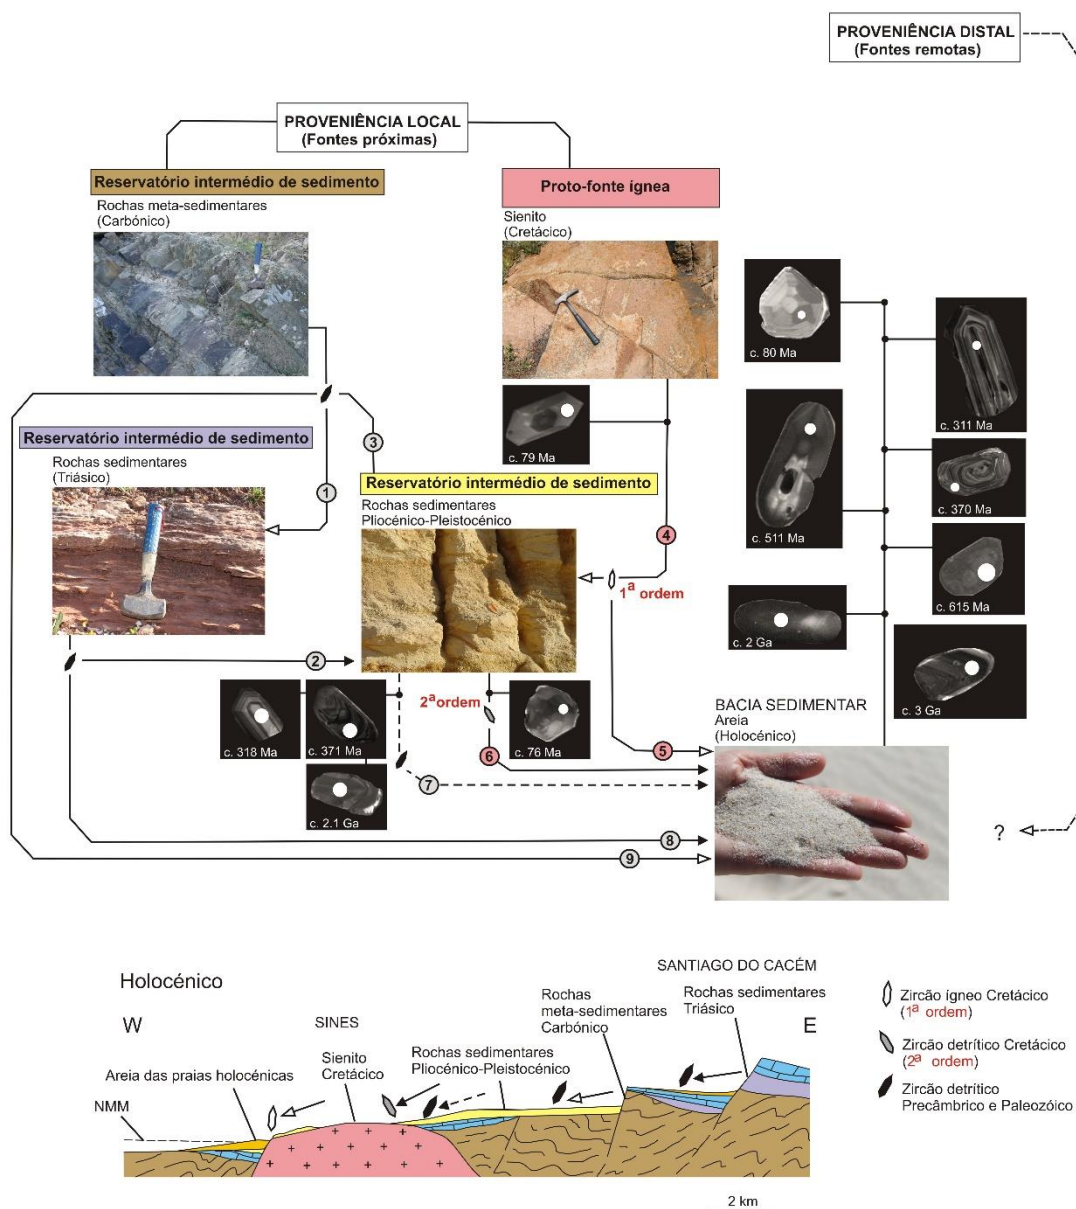 PROVENIÊNCIA DISTAL
(Fontes remotas)
PROVENIÊNCIA LOCAL
(Fontes próximas)
Reservatório intermédio de sedimento
Rochas meta-sedimentares
(Carbónico)
Proto-fonte ígnea
Sienito
(Cretácico)
c. 80 Ma
c. 311 Ma
c. 79 Ma
Reservatório intermédio de sedimento
Rochas sedimentares
(Triásico)
3
1
Reservatório intermédio de sedimento
Rochas sedimentares
Pliocénico-Pleistocénico
c. 370 Ma
c. 511 Ma
4
1ª ordem
c. 615 Ma
c. 2 Ga
2
c. 3 Ga
2ª ordem
c. 318 Ma
c. 371 Ma
c. 76 Ma
c. 2.1 Ga
BACIA SEDIMENTAR
Areia
(Holocénico)
5
6
7
8
9
?
Holocénico
W
SINES
SANTIAGO DO CACÉM
E
Rochas sedimentares
Triásico
Rochas
meta-sedimentares
Carbónico
Rochas sedimentares
Pliocénico-Pleistocénico
Sienito
Cretácico
Areia das praias holocénicas
NMM
2 km
Zircão ígneo Cretácico
(1ª ordem)
Zircão detrítico Cretácico
(2ª ordem)
Zircão detrítico
Precâmbrico e Paleozóico